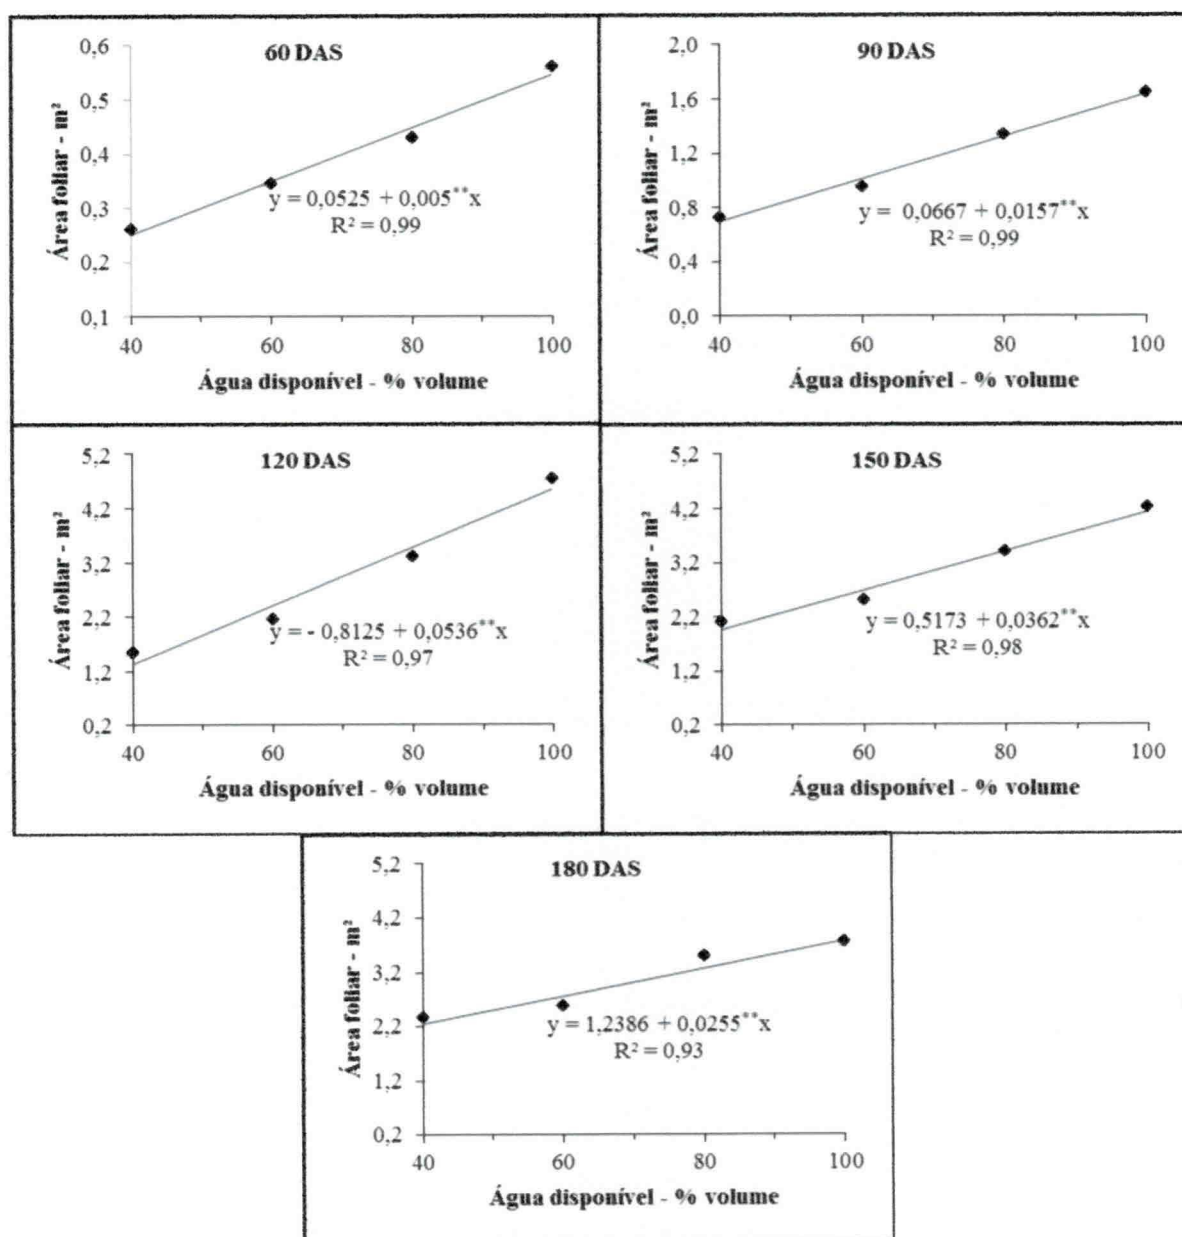 60 DAS
Área foliar - m²
0,6
0,5
0,4
0,3
0,2
0,1
y = 0,0525 + 0,005**x
R² = 0,99
40 60 80 100
Água disponível - % volume
90 DAS
Área foliar - m²
2,0
1,6
1,2
0,8
0,4
0,0
y = 0,0667 + 0,0157**x
R² = 0,99
40 60 80 100
Água disponível - % volume
120 DAS
Área foliar - m²
5,2
4,2
3,2
2,2
1,2
0,2
y = - 0,8125 + 0,0536**x
R² = 0,97
40 60 80 100
Água disponível - % volume
150 DAS
Área foliar - m²
5,2
4,2
3,2
2,2
1,2
0,2
y = 0,5173 + 0,0362**x
R² = 0,98
40 60 80 100
Água disponível - % volume
180 DAS
Área foliar - m²
5,2
4,2
3,2
2,2
1,2
0,2
y = 1,2386 + 0,0255**x
R² = 0,93
40 60 80 100
Água disponível - % volume